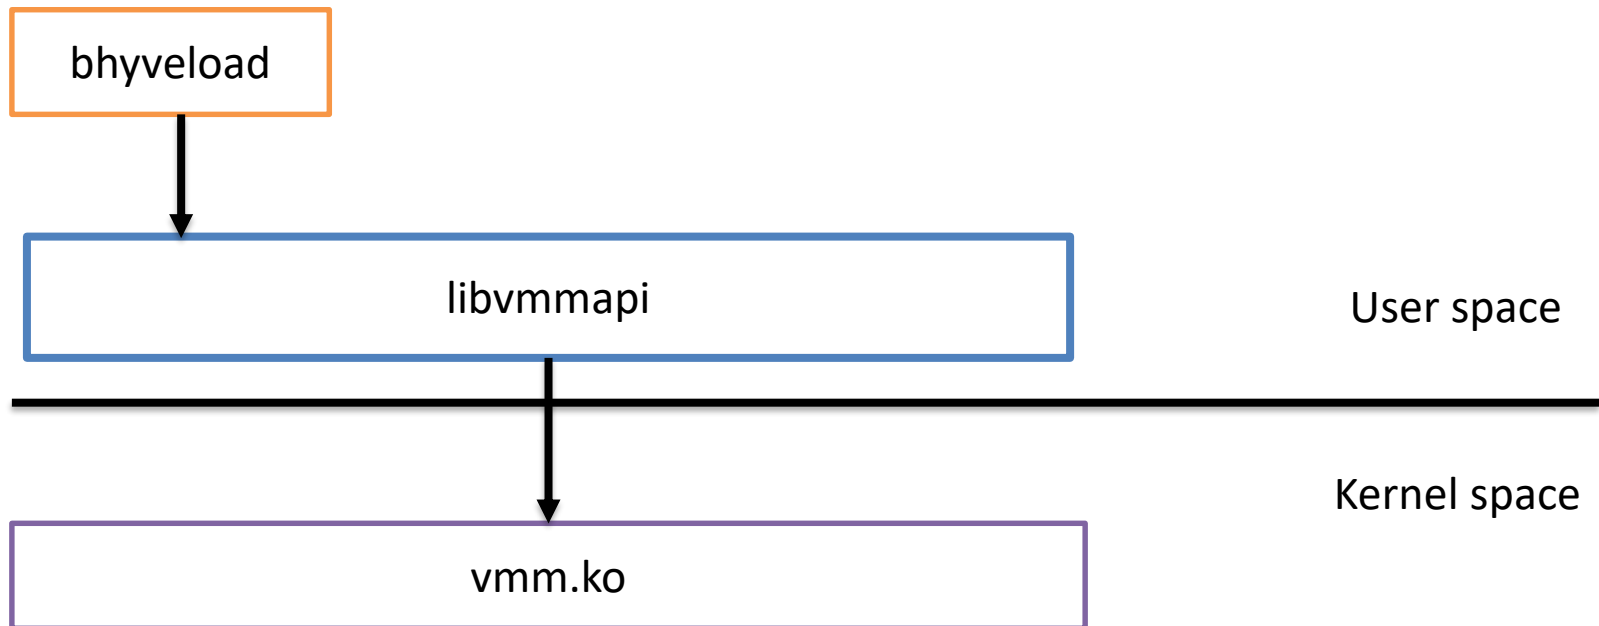 bhyveload
libvmmapi
User space
Kernel space
vmm.ko